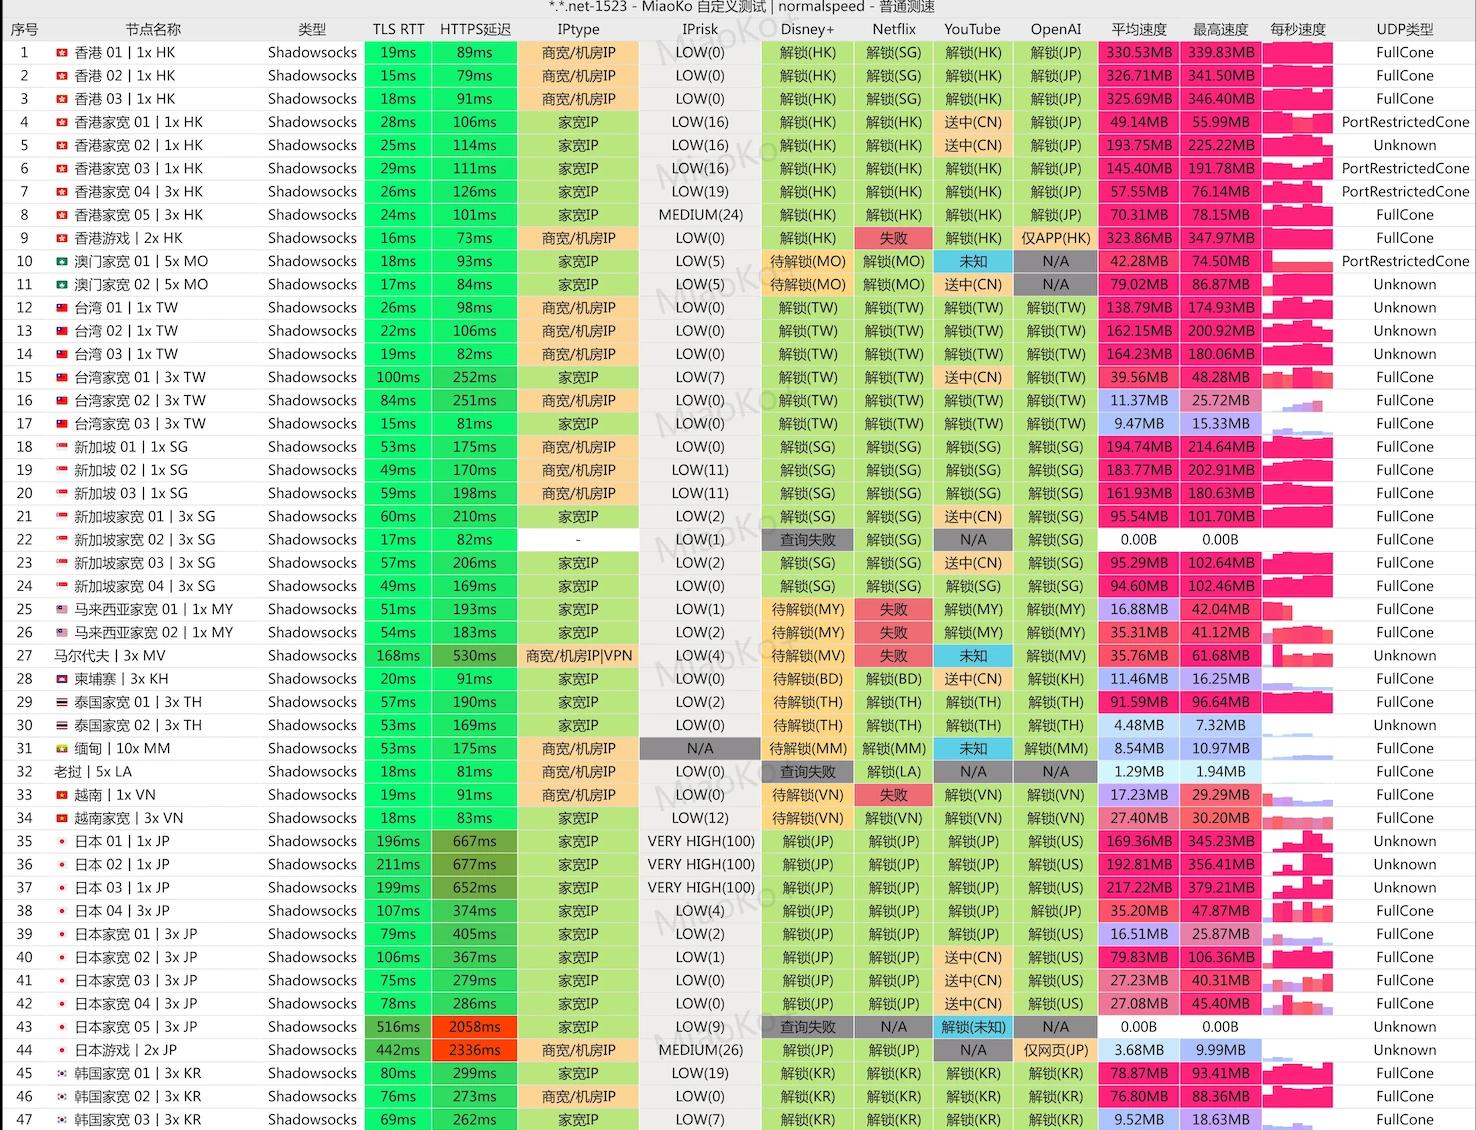 *.*.net-1523 - MiaoKo 自定义测试 | normalspeed - 普通测速
序号 节点名称 类型 TLS RTT HTTPS延迟 IPtype IPrisk Disney+ Netflix YouTube OpenAI 平均速度 最高速度 每秒速度 UDP类型
1 香港 01 | 1x HK Shadowsocks 19ms 89ms 商宽/机房IP LOW(0) 解锁(HK) 解锁(SG) 解锁(HK) 解锁(JP) 330.53MB 339.83MB FullCone
2 香港 02 | 1x HK Shadowsocks 15ms 79ms 商宽/机房IP LOW(0) 解锁(HK) 解锁(SG) 解锁(HK) 解锁(JP) 326.71MB 341.50MB FullCone
3 香港 03 | 1x HK Shadowsocks 18ms 91ms 商宽/机房IP LOW(0) 解锁(HK) 解锁(SG) 解锁(HK) 解锁(JP) 325.69MB 346.40MB FullCone
4 香港家宽 01 | 1x HK Shadowsocks 28ms 106ms 家宽IP LOW(16) 解锁(HK) 解锁(HK) 送中(CN) 解锁(JP) 49.14MB 55.99MB PortRestrictedCone
5 香港家宽 02 | 1x HK Shadowsocks 25ms 114ms 家宽IP LOW(16) 解锁(HK) 解锁(HK) 送中(CN) 解锁(JP) 193.75MB 225.22MB Unknown
6 香港家宽 03 | 1x HK Shadowsocks 29ms 111ms 家宽IP LOW(16) 解锁(HK) 解锁(HK) 解锁(HK) 解锁(JP) 145.40MB 191.78MB PortRestrictedCone
7 香港家宽 04 | 3x HK Shadowsocks 26ms 126ms 家宽IP LOW(19) 解锁(HK) 解锁(HK) 解锁(HK) 解锁(JP) 57.55MB 76.14MB PortRestrictedCone
8 香港家宽 05 | 3x HK Shadowsocks 24ms 101ms 家宽IP MEDIUM(24) 解锁(HK) 解锁(HK) 解锁(HK) 解锁(JP) 70.31MB 78.15MB FullCone
9 香港游戏 | 2x HK Shadowsocks 16ms 73ms 商宽/机房IP LOW(0) 解锁(HK) 失败 解锁(HK) 仅APP(HK) 323.86MB 347.97MB FullCone
10 澳门家宽 01 | 5x MO Shadowsocks 18ms 93ms 家宽IP LOW(5) 待解锁(MO) 解锁(MO) 未知 N/A 42.28MB 74.50MB PortRestrictedCone
11 澳门家宽 02 | 5x MO Shadowsocks 17ms 84ms 家宽IP LOW(5) 待解锁(MO) 解锁(MO) 送中(CN) N/A 79.02MB 86.87MB Unknown
12 台湾 01 | 1x TW Shadowsocks 26ms 98ms 商宽/机房IP LOW(0) 解锁(TW) 解锁(TW) 解锁(TW) 解锁(TW) 138.79MB 174.93MB Unknown
13 台湾 02 | 1x TW Shadowsocks 22ms 106ms 商宽/机房IP LOW(0) 解锁(TW) 解锁(TW) 解锁(TW) 解锁(TW) 162.15MB 200.92MB Unknown
14 台湾 03 | 1x TW Shadowsocks 19ms 82ms 商宽/机房IP LOW(0) 解锁(TW) 解锁(TW) 解锁(TW) 解锁(TW) 164.23MB 180.06MB Unknown
15 台湾家宽 01 | 3x TW Shadowsocks 100ms 252ms 家宽IP LOW(7) 解锁(TW) 解锁(TW) 送中(CN) 解锁(TW) 39.56MB 48.28MB FullCone
16 台湾家宽 02 | 3x TW Shadowsocks 84ms 251ms 商宽/机房IP LOW(0) 解锁(TW) 解锁(TW) 解锁(TW) 解锁(TW) 11.37MB 25.72MB FullCone
17 台湾家宽 03 | 3x TW Shadowsocks 15ms 81ms 家宽IP LOW(0) 解锁(TW) 解锁(TW) 解锁(TW) 解锁(TW) 9.47MB 15.33MB FullCone
18 新加坡 01 | 1x SG Shadowsocks 53ms 175ms 商宽/机房IP LOW(0) 解锁(SG) 解锁(SG) 解锁(SG) 解锁(SG) 194.74MB 214.64MB FullCone
19 新加坡 02 | 1x SG Shadowsocks 49ms 170ms 商宽/机房IP LOW(11) 解锁(SG) 解锁(SG) 解锁(SG) 解锁(SG) 183.77MB 202.91MB FullCone
20 新加坡 03 | 1x SG Shadowsocks 59ms 198ms 商宽/机房IP LOW(11) 解锁(SG) 解锁(SG) 解锁(SG) 解锁(SG) 161.93MB 180.63MB FullCone
21 新加坡家宽 01 | 3x SG Shadowsocks 60ms 210ms 家宽IP LOW(2) 解锁(SG) 解锁(SG) 送中(CN) 解锁(SG) 95.54MB 101.70MB FullCone
22 新加坡家宽 02 | 3x SG Shadowsocks 17ms 82ms - LOW(1) 查询失败 解锁(SG) N/A 解锁(SG) 0.00B 0.00B FullCone
23 新加坡家宽 03 | 3x SG Shadowsocks 57ms 206ms 家宽IP LOW(2) 解锁(SG) 解锁(SG) 送中(CN) 解锁(SG) 95.29MB 102.64MB FullCone
24 新加坡家宽 04 | 3x SG Shadowsocks 49ms 169ms 家宽IP LOW(0) 解锁(SG) 解锁(SG) 解锁(SG) 解锁(SG) 94.60MB 102.46MB FullCone
25 马来西亚家宽 01 | 1x MY Shadowsocks 51ms 193ms 家宽IP LOW(1) 待解锁(MY) 失败 解锁(MY) 解锁(MY) 16.88MB 42.04MB FullCone
26 马来西亚家宽 02 | 1x MY Shadowsocks 54ms 183ms 家宽IP LOW(2) 待解锁(MY) 失败 解锁(MY) 解锁(MY) 35.31MB 41.12MB FullCone
27 马尔代夫 | 3x MV Shadowsocks 168ms 530ms 商宽/机房IP|VPN LOW(4) 待解锁(MV) 失败 未知 解锁(MV) 35.76MB 61.68MB Unknown
28 柬埔寨 | 3x KH Shadowsocks 20ms 91ms 家宽IP LOW(0) 待解锁(BD) 解锁(BD) 送中(CN) 解锁(KH) 11.46MB 16.25MB FullCone
29 泰国家宽 01 | 3x TH Shadowsocks 57ms 190ms 家宽IP LOW(2) 待解锁(TH) 解锁(TH) 解锁(TH) 解锁(TH) 91.59MB 96.64MB FullCone
30 泰国家宽 02 | 3x TH Shadowsocks 53ms 169ms 家宽IP LOW(0) 待解锁(TH) 解锁(TH) 解锁(TH) 解锁(TH) 4.48MB 7.32MB Unknown
31 缅甸 | 10x MM Shadowsocks 53ms 175ms 商宽/机房IP N/A 待解锁(MM) 解锁(MM) 未知 解锁(MM) 8.54MB 10.97MB FullCone
32 老挝 | 5x LA Shadowsocks 18ms 81ms 商宽/机房IP LOW(0) 查询失败 解锁(LA) N/A N/A 1.29MB 1.94MB FullCone
33 越南 | 1x VN Shadowsocks 19ms 91ms 商宽/机房IP LOW(0) 待解锁(VN) 失败 解锁(VN) 解锁(VN) 17.23MB 29.29MB FullCone
34 越南家宽 | 3x VN Shadowsocks 18ms 83ms 家宽IP LOW(12) 待解锁(VN) 解锁(VN) 解锁(VN) 解锁(VN) 27.40MB 30.20MB FullCone
35 日本 01 | 1x JP Shadowsocks 196ms 667ms 家宽IP VERY HIGH(100) 解锁(JP) 解锁(JP) 解锁(JP) 解锁(US) 169.36MB 345.23MB Unknown
36 日本 02 | 1x JP Shadowsocks 211ms 677ms 家宽IP VERY HIGH(100) 解锁(JP) 解锁(JP) 解锁(JP) 解锁(US) 192.81MB 356.41MB Unknown
37 日本 03 | 1x JP Shadowsocks 199ms 652ms 家宽IP VERY HIGH(100) 解锁(JP) 解锁(JP) 解锁(JP) 解锁(US) 217.22MB 379.21MB Unknown
38 日本 04 | 3x JP Shadowsocks 107ms 374ms 家宽IP LOW(4) 解锁(JP) 解锁(JP) 解锁(JP) 解锁(JP) 35.20MB 47.87MB FullCone
39 日本家宽 01 | 3x JP Shadowsocks 79ms 405ms 家宽IP LOW(2) 解锁(JP) 解锁(JP) 解锁(JP) 解锁(US) 16.51MB 25.87MB FullCone
40 日本家宽 02 | 3x JP Shadowsocks 106ms 367ms 家宽IP LOW(1) 解锁(JP) 解锁(JP) 送中(CN) 解锁(US) 79.83MB 106.36MB FullCone
41 日本家宽 03 | 3x JP Shadowsocks 75ms 279ms 家宽IP LOW(0) 解锁(JP) 解锁(JP) 送中(CN) 解锁(US) 27.23MB 40.31MB FullCone
42 日本家宽 04 | 3x JP Shadowsocks 78ms 286ms 家宽IP LOW(0) 解锁(JP) 解锁(JP) 送中(CN) 解锁(US) 27.08MB 45.40MB FullCone
43 日本家宽 05 | 3x JP Shadowsocks 516ms 2058ms 家宽IP LOW(9) 查询失败 N/A 解锁(未知) N/A 0.00B 0.00B Unknown
44 日本游戏 | 2x JP Shadowsocks 442ms 2336ms 商宽/机房IP MEDIUM(26) 解锁(JP) 解锁(JP) N/A 仅网页(JP) 3.68MB 9.99MB Unknown
45 韩国家宽 01 | 3x KR Shadowsocks 80ms 299ms 家宽IP LOW(19) 解锁(KR) 解锁(KR) 解锁(KR) 解锁(KR) 78.87MB 93.41MB FullCone
46 韩国家宽 02 | 3x KR Shadowsocks 76ms 273ms 商宽/机房IP LOW(0) 解锁(KR) 解锁(KR) 解锁(KR) 解锁(KR) 76.80MB 88.36MB FullCone
47 韩国家宽 03 | 3x KR Shadowsocks 69ms 262ms 家宽IP LOW(7) 解锁(KR) 解锁(KR) 解锁(KR) 解锁(KR) 9.52MB 18.63MB FullCone